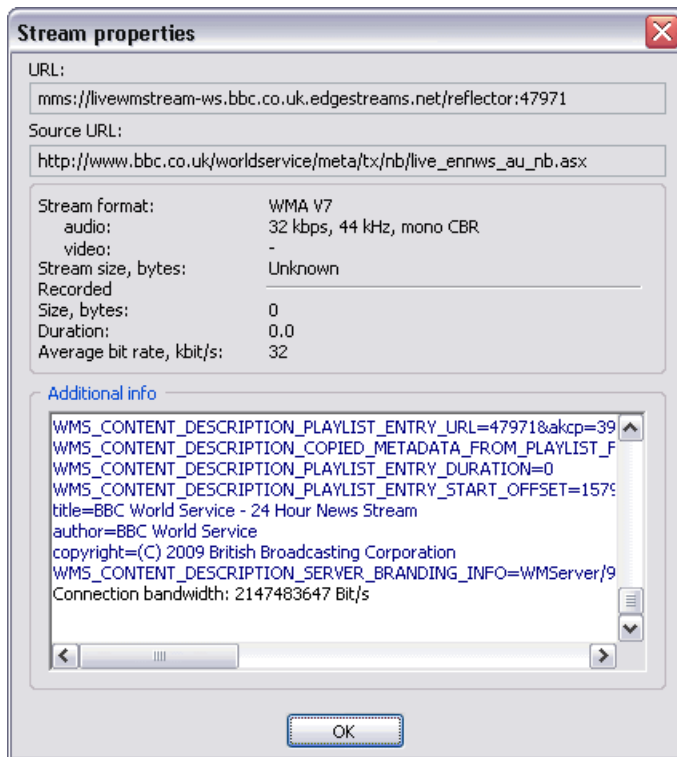 Stream properties
URL:
mms://livewmstream-ws.bbc.co.uk.edgestreams.net/reflector:47971
Source URL:
http://www.bbc.co.uk/worldservice/meta/tx/nb/live_ennws_au_nb.asx
Stream format: WMA V7
audio: 32 kbps, 44 kHz, mono CBR
video: -
Stream size, bytes: Unknown
Recorded
Size, bytes: 0
Duration: 0.0
Average bit rate, kbit/s: 32
Additional info
WMS_CONTENT_DESCRIPTION_PLAYLIST_ENTRY_URL=47971&akcp=39
WMS_CONTENT_DESCRIPTION_COPIED_METADATA_FROM_PLAYLIST_F
WMS_CONTENT_DESCRIPTION_PLAYLIST_ENTRY_DURATION=0
WMS_CONTENT_DESCRIPTION_PLAYLIST_ENTRY_START_OFFSET=1579
title=BBC World Service - 24 Hour News Stream
author=BBC World Service
copyright=(C) 2009 British Broadcasting Corporation
WMS_CONTENT_DESCRIPTION_SERVER_BRANDING_INFO=WMServer/9
Connection bandwidth: 2147483647 Bit/s
OK